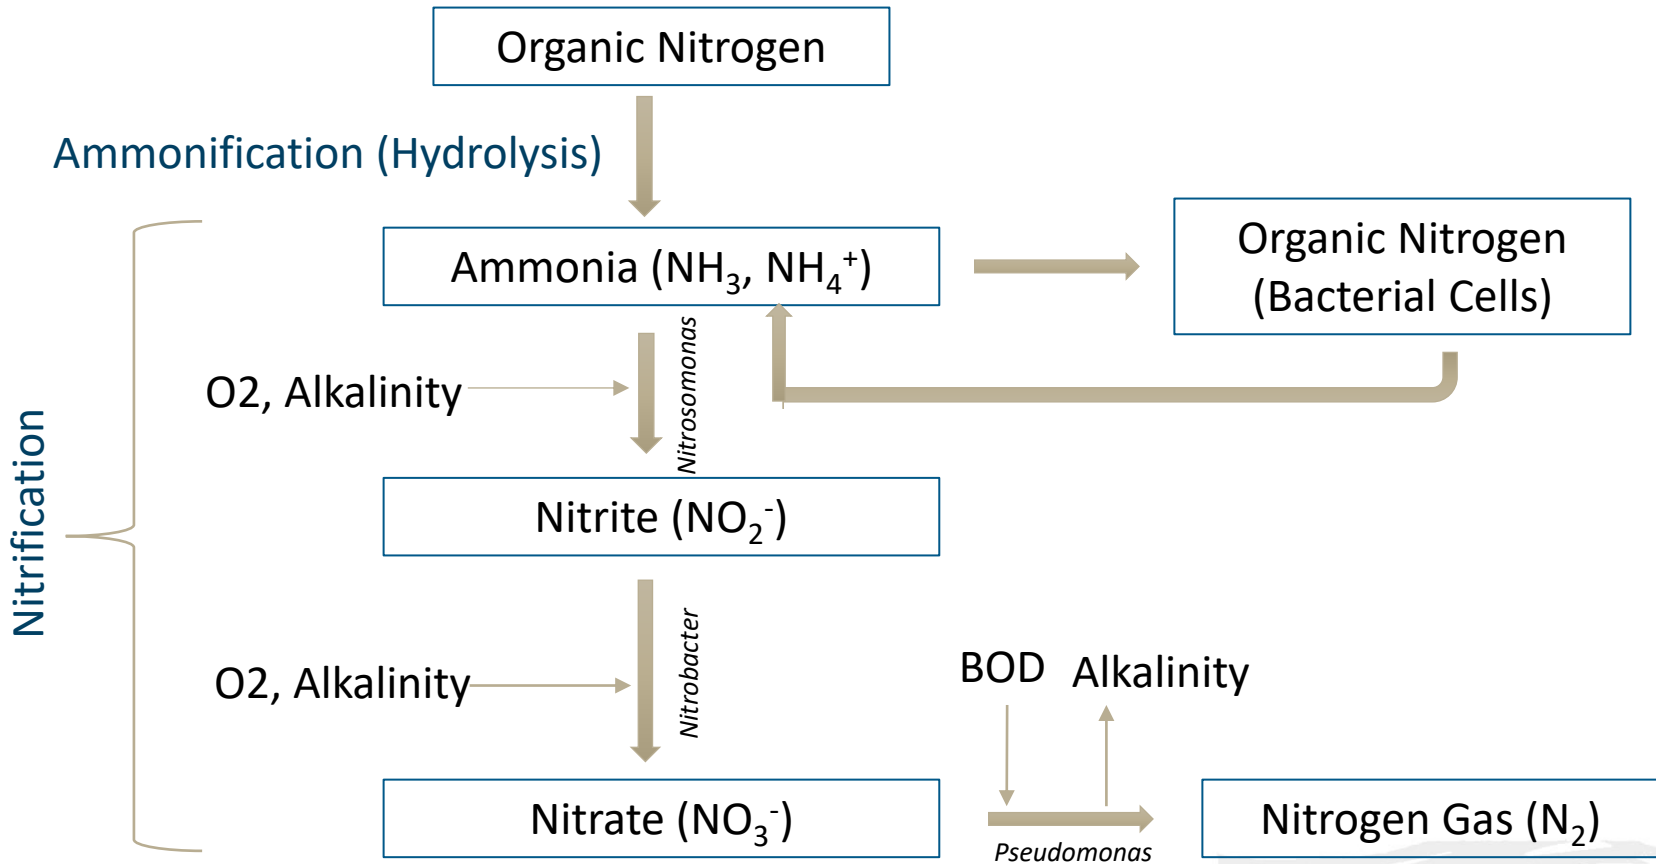 Organic Nitrogen
Ammonification (Hydrolysis)
Ammonia (NH₃, NH₄⁺)
Organic Nitrogen
(Bacterial Cells)
O2, Alkalinity
Nitrosomonas
Nitrification
Nitrite (NO₂⁻)
O2, Alkalinity
Nitrobacter
BOD
Alkalinity
Nitrate (NO₃⁻)
Pseudomonas
Nitrogen Gas (N₂)